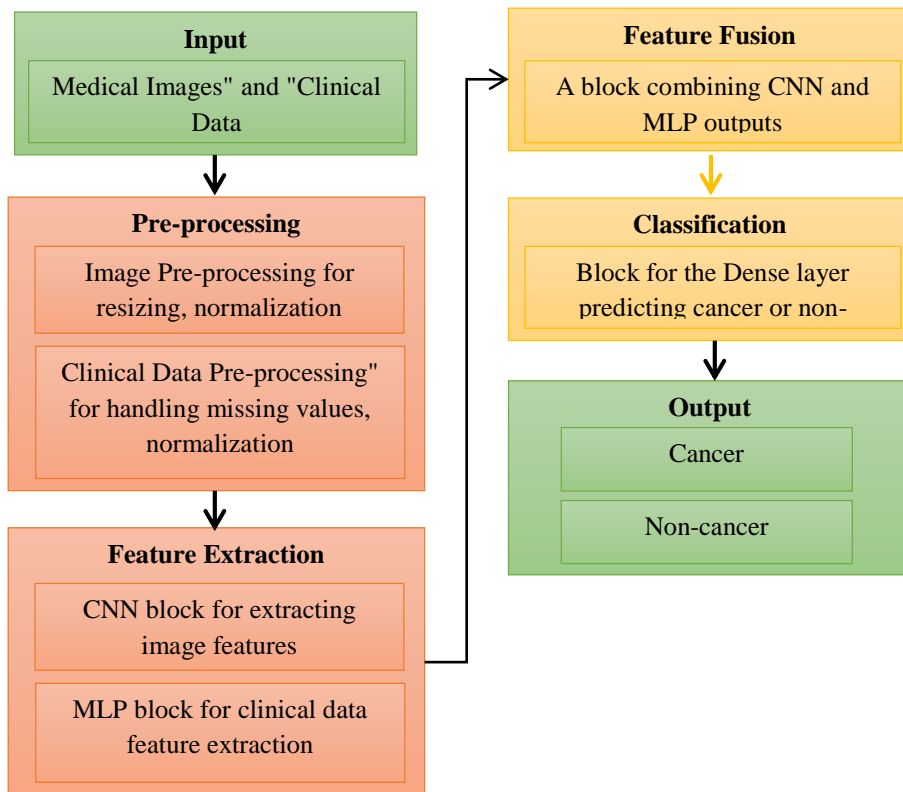 Input
Medical Images" and "Clinical
Data
Pre-processing
Image Pre-processing for
resizing, normalization
Clinical Data Pre-processing"
for handling missing values,
normalization
Feature Extraction
CNN block for extracting
image features
MLP block for clinical data
feature extraction
Feature Fusion
A block combining CNN and
MLP outputs
Classification
Block for the Dense layer
predicting cancer or non-
Output
Cancer
Non-cancer